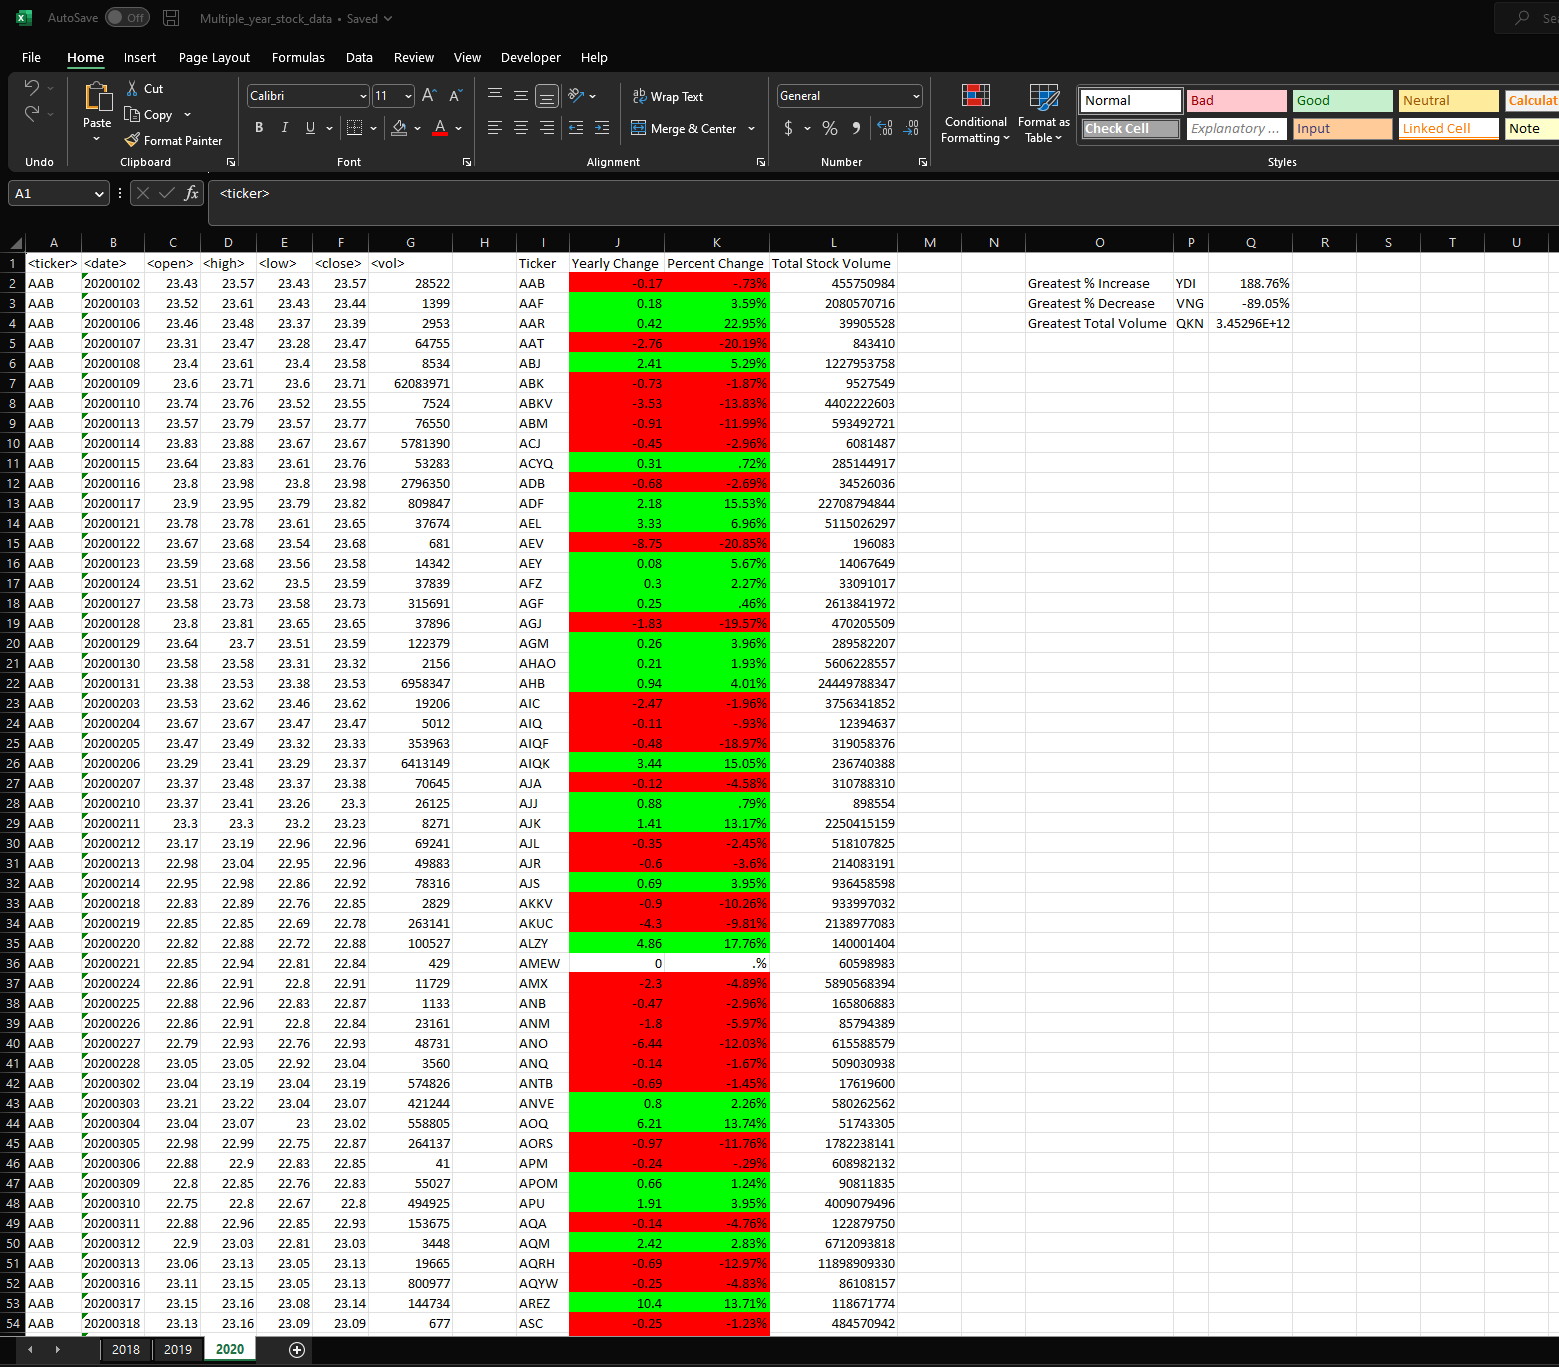 AutoSave Off Multiple_year_stock_data • Saved
File Home Insert Page Layout Formulas Data Review View Developer Help
Cut
Copy
Format Painter
Paste
Calibri 11
B I U
Wrap Text
Merge & Center
General
$ % 9
Conditional Formatting
Format as Table
Normal Bad Good Neutral Calculat
Check Cell Explanatory ... Input Linked Cell Note
Undo Clipboard Font Alignment Number Styles
A1 fx <ticker>
A B C D E F G H I J K L M N O P Q R S T U
1 <ticker> <date> <open> <high> <low> <close> <vol> Ticker Yearly Change Percent Change Total Stock Volume
2 AAB 20200102 23.43 23.57 23.43 23.57 28522 AAB -0.17 -.73% 455750984 Greatest % Increase YDI 188.76%
3 AAB 20200103 23.52 23.61 23.43 23.44 1399 AAF 0.18 3.59% 2080570716 Greatest % Decrease VNG -89.05%
4 AAB 20200106 23.46 23.48 23.37 23.39 2953 AAR 0.42 22.95% 39905528 Greatest Total Volume QKN 3.45296E+12
5 AAB 20200107 23.31 23.47 23.28 23.47 64755 AAT -2.76 -20.19% 843410
6 AAB 20200108 23.4 23.61 23.4 23.58 8534 ABJ 2.41 5.29% 1227953758
7 AAB 20200109 23.6 23.71 23.6 23.71 62083971 ABK -0.73 -1.87% 9527549
8 AAB 20200110 23.74 23.76 23.52 23.55 7524 ABKV -3.53 -13.83% 4402222603
9 AAB 20200113 23.57 23.79 23.57 23.77 76550 ABM -0.91 -11.99% 593492721
10 AAB 20200114 23.83 23.88 23.67 23.67 5781390 ACJ -0.45 -2.96% 6081487
11 AAB 20200115 23.64 23.83 23.61 23.76 53283 ACYQ 0.31 .72% 285144917
12 AAB 20200116 23.8 23.98 23.8 23.98 2796350 ADB -0.68 -2.69% 34526036
13 AAB 20200117 23.9 23.95 23.79 23.82 809847 ADF 2.18 15.53% 22708794844
14 AAB 20200121 23.78 23.78 23.61 23.65 37674 AEL 3.33 6.96% 5115026297
15 AAB 20200122 23.67 23.68 23.54 23.68 681 AEV -8.75 -20.85% 196083
16 AAB 20200123 23.59 23.68 23.56 23.58 14342 AEY 0.08 5.67% 14067649
17 AAB 20200124 23.51 23.62 23.5 23.59 37839 AFZ 0.3 2.27% 33091017
18 AAB 20200127 23.58 23.73 23.58 23.73 315691 AGF 0.25 .46% 2613841972
19 AAB 20200128 23.8 23.81 23.65 23.65 37896 AGJ -1.83 -19.57% 470205509
20 AAB 20200129 23.64 23.7 23.51 23.59 122379 AGM 0.26 3.96% 289582207
21 AAB 20200130 23.58 23.58 23.31 23.32 2156 AHAO 0.21 1.93% 5606228557
22 AAB 20200131 23.38 23.53 23.38 23.53 6958347 AHB 0.94 4.01% 24449788347
23 AAB 20200203 23.53 23.62 23.46 23.62 19206 AIC -2.47 -1.96% 3756341852
24 AAB 20200204 23.67 23.67 23.47 23.47 5012 AIQ -0.11 -.93% 12394637
25 AAB 20200205 23.47 23.49 23.32 23.33 353963 AIQF -0.48 -18.97% 319058376
26 AAB 20200206 23.29 23.41 23.29 23.37 6413149 AIQK 3.44 15.05% 236740388
27 AAB 20200207 23.37 23.48 23.37 23.38 70645 AJA -0.12 -4.58% 310788310
28 AAB 20200210 23.37 23.41 23.26 23.3 26125 AJJ 0.88 .79% 898554
29 AAB 20200211 23.3 23.3 23.2 23.23 8271 AJK 1.41 13.17% 2250415159
30 AAB 20200212 23.17 23.19 22.96 22.96 69241 AJL -0.35 -2.45% 518107825
31 AAB 20200213 22.98 23.04 22.95 22.96 49883 AJR -0.6 -3.6% 214083191
32 AAB 20200214 22.95 22.98 22.86 22.92 78316 AJS 0.69 3.95% 936458598
33 AAB 20200218 22.83 22.89 22.76 22.85 2829 AKKV -0.9 -10.26% 933997032
34 AAB 20200219 22.85 22.85 22.69 22.78 263141 AKUC -4.3 -9.81% 2138977083
35 AAB 20200220 22.82 22.88 22.72 22.88 100527 ALZY 4.86 17.76% 140001404
36 AAB 20200221 22.85 22.94 22.81 22.84 429 AMEW 0 .% 60598983
37 AAB 20200224 22.86 22.91 22.8 22.91 11729 AMX -2.3 -4.89% 5890568394
38 AAB 20200225 22.88 22.96 22.83 22.87 1133 ANB -0.47 -2.96% 165806883
39 AAB 20200226 22.86 22.91 22.8 22.84 23161 ANM -1.8 -5.97% 85794389
40 AAB 20200227 22.79 22.93 22.76 22.93 48731 ANO -6.44 -12.03% 615588579
41 AAB 20200228 23.05 23.05 22.92 23.04 3560 ANQ -0.14 -1.67% 509030938
42 AAB 20200302 23.04 23.19 23.04 23.19 574826 ANTB -0.69 -1.45% 17619600
43 AAB 20200303 23.21 23.22 23.04 23.07 421244 ANVE 0.8 2.26% 580262562
44 AAB 20200304 23.04 23.07 23 23.02 558805 AOQ 6.21 13.74% 51743305
45 AAB 20200305 22.98 22.99 22.75 22.87 264137 AORS -0.97 -11.76% 1782238141
46 AAB 20200306 22.88 22.9 22.83 22.85 41 APM -0.24 -.29% 608982132
47 AAB 20200309 22.8 22.85 22.76 22.83 55027 APOM 0.66 1.24% 90811835
48 AAB 20200310 22.75 22.8 22.67 22.8 494925 APU 1.91 3.95% 4009079496
49 AAB 20200311 22.88 22.96 22.85 22.93 153675 AQA -0.14 -4.76% 122879750
50 AAB 20200312 22.9 23.03 22.81 23.03 3448 AQM 2.42 2.83% 6712093818
51 AAB 20200313 23.06 23.13 23.05 23.13 19665 AQRH -0.69 -12.97% 11898909330
52 AAB 20200316 23.11 23.15 23.05 23.13 800977 AQYW -0.25 -4.83% 86108157
53 AAB 20200317 23.15 23.16 23.08 23.14 144734 AREZ 10.4 13.71% 118671774
54 AAB 20200318 23.13 23.16 23.09 23.09 677 ASC -0.25 -1.23% 484570942
2018 2019 2020